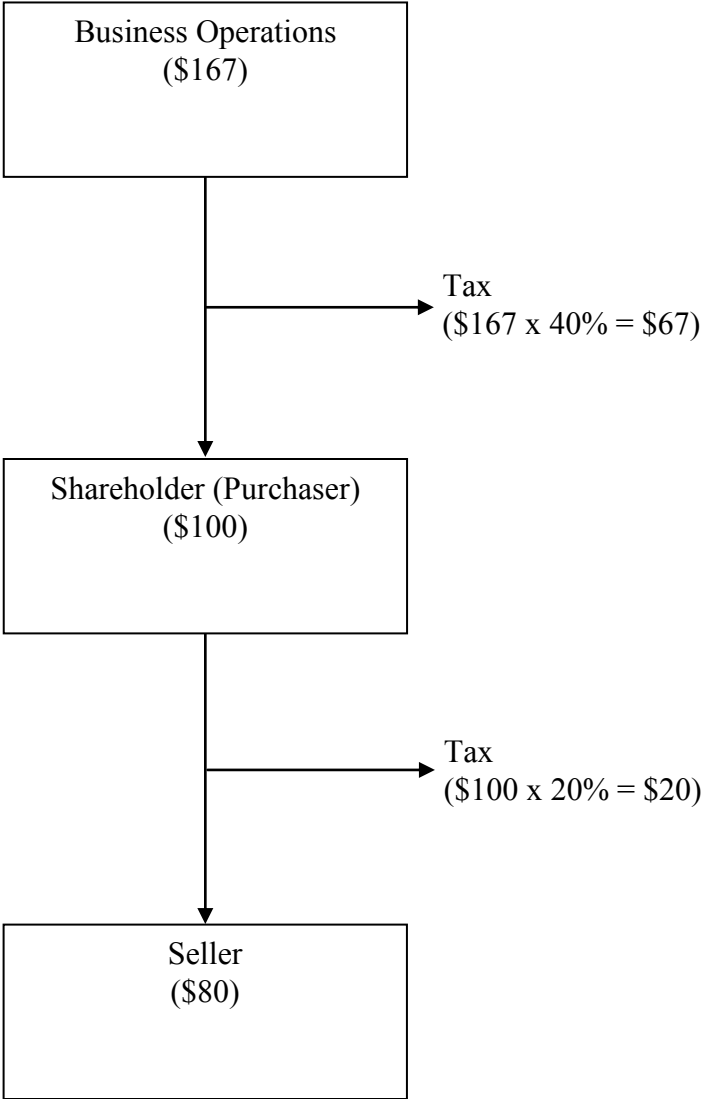 Business Operations
($167)
Tax
($167 x 40% = $67)
Shareholder (Purchaser)
($100)
Tax
($100 x 20% = $20)
Seller
($80)